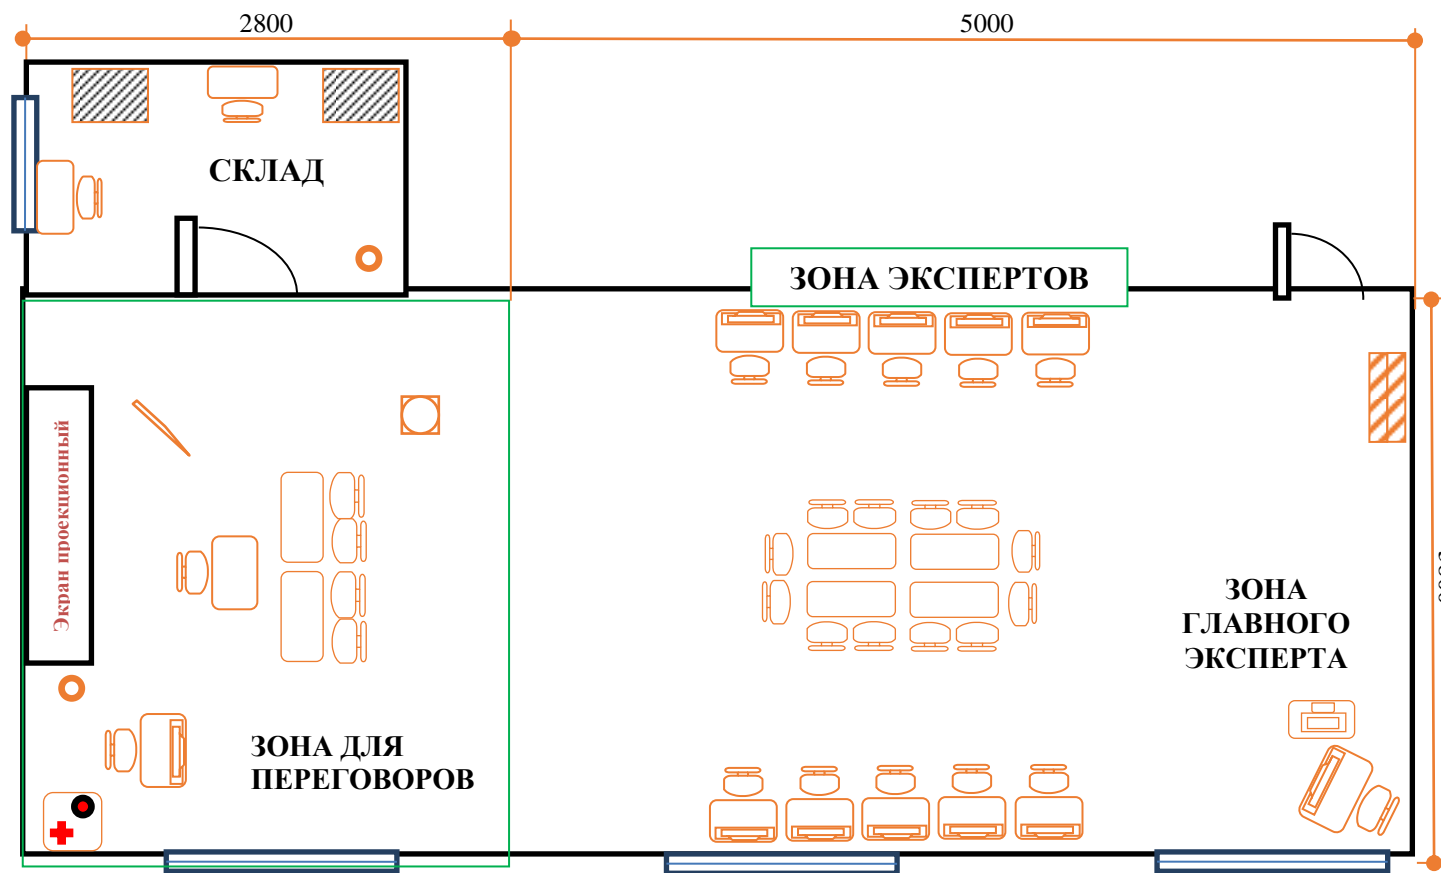 2800
5000
СКЛАД
ЗОНА ЭКСПЕРТОВ
Экран проекционный
ЗОНА
ГЛАВНОГО
ЭКСПЕРТА
ЗОНА ДЛЯ
ПЕРЕГОВОРОВ